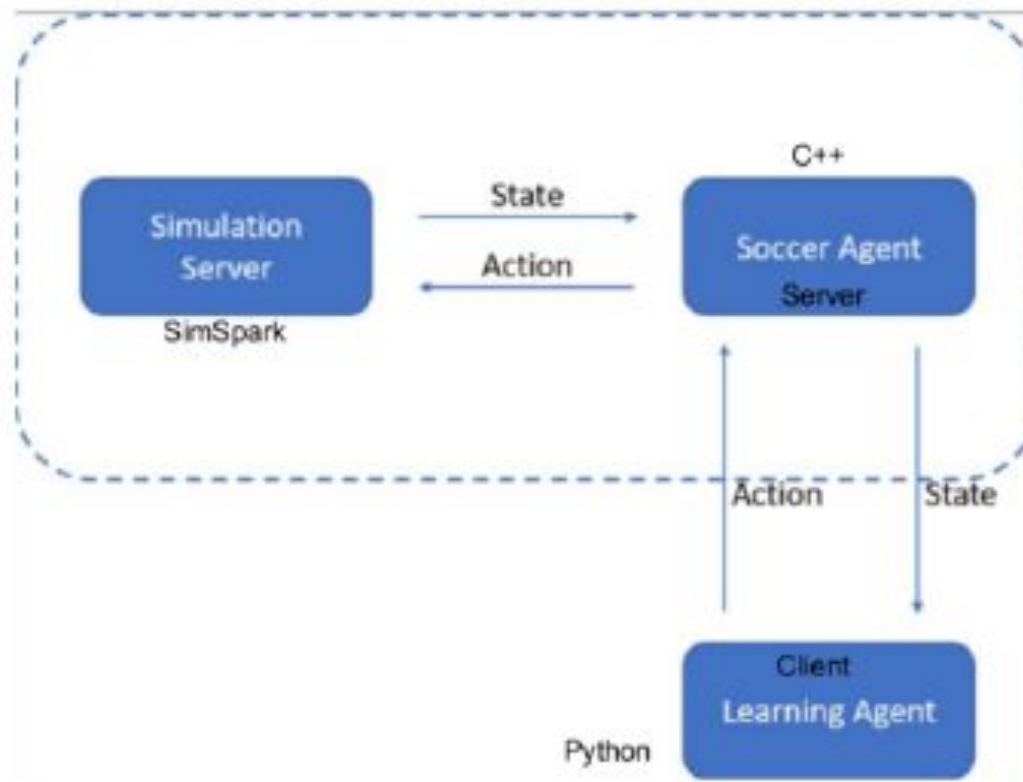 C++
Simulation
Server
State
Soccer Agent
Action
Server
SimSpark
Action
State
Client
Learning Agent
Python